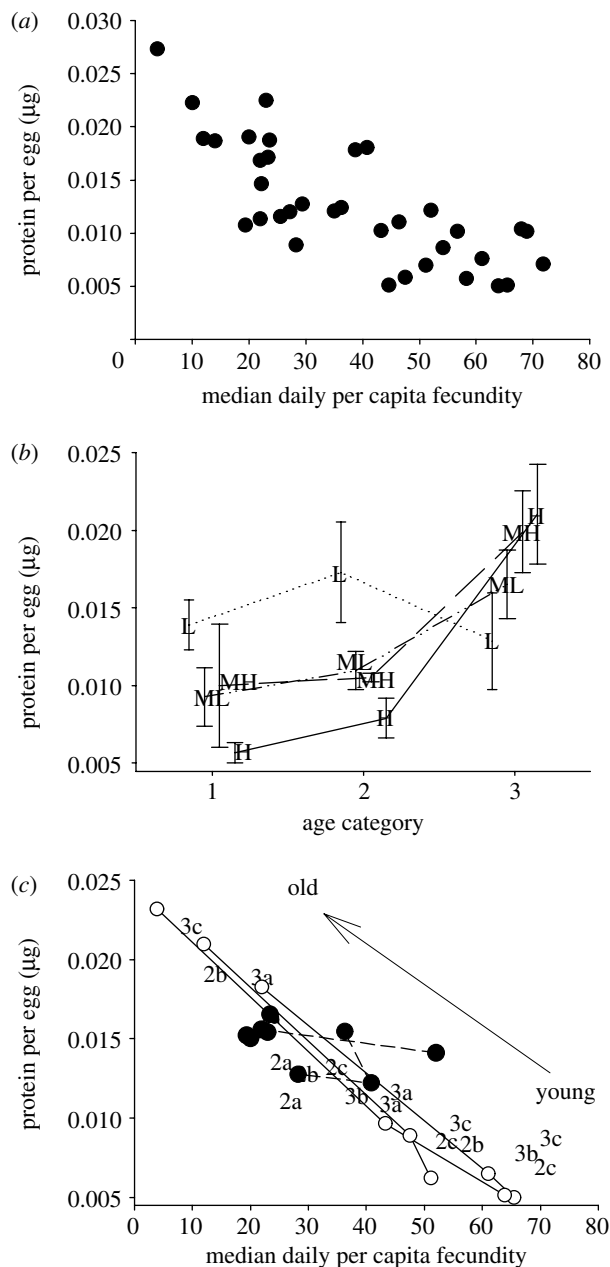 (a)
0.030
0.025
0.020
0.015
0.010
0.005
protein per egg (µg)
0 10 20 30 40 50 60 70 80
median daily per capita fecundity
(b)
0.025
0.020
0.015
0.010
0.005
protein per egg (µg)
H
MH
L
ML
L
L
ML
MH
MH
ML
H
H
1 2 3
age category
(c)
0.025
0.020
0.015
0.010
0.005
protein per egg (µg)
old
3c
2b
3a
2a 2c
2b
3b 3a
2a
3a
young
3c
2c 2b
3c
3b
2c
0 10 20 30 40 50 60 70 80
median daily per capita fecundity